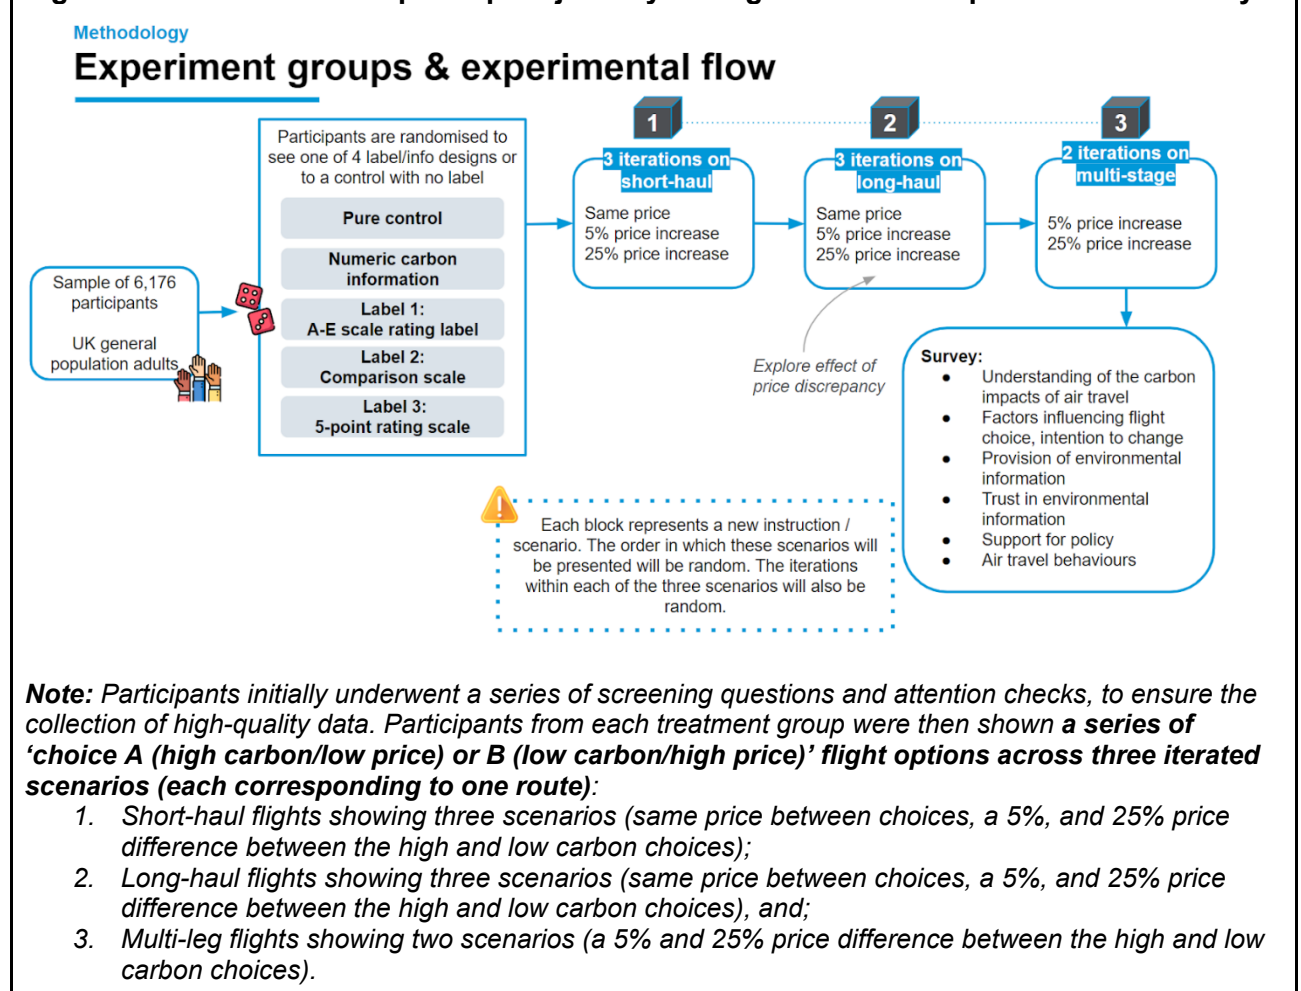 Methodology
Experiment groups & experimental flow
Participants are randomised to
see one of 4 label/info designs or
to a control with no label
Pure control
Numeric carbon
information
Label 1:
A-E scale rating label
Label 2:
Comparison scale
Label 3:
5-point rating scale
Sample of 6,176
participants
UK general
population adults
1
3 iterations on
short-haul
Same price
5% price increase
25% price increase
2
3 iterations on
long-haul
Same price
5% price increase
25% price increase
Explore effect of
price discrepancy
3
2 iterations on
multi-stage
5% price increase
25% price increase
Survey:
● Understanding of the carbon
impacts of air travel
● Factors influencing flight
choice, intention to change
● Provision of environmental
information
● Trust in environmental
information
● Support for policy
● Air travel behaviours
Each block represents a new instruction /
scenario. The order in which these scenarios will
be presented will be random. The iterations
within each of the three scenarios will also be
random.
Note: Participants initially underwent a series of screening questions and attention checks, to ensure the
collection of high-quality data. Participants from each treatment group were then shown a series of
‘choice A (high carbon/low price) or B (low carbon/high price)’ flight options across three iterated
scenarios (each corresponding to one route):
1. Short-haul flights showing three scenarios (same price between choices, a 5%, and 25% price
difference between the high and low carbon choices);
2. Long-haul flights showing three scenarios (same price between choices, a 5%, and 25% price
difference between the high and low carbon choices), and;
3. Multi-leg flights showing two scenarios (a 5% and 25% price difference between the high and low
carbon choices).